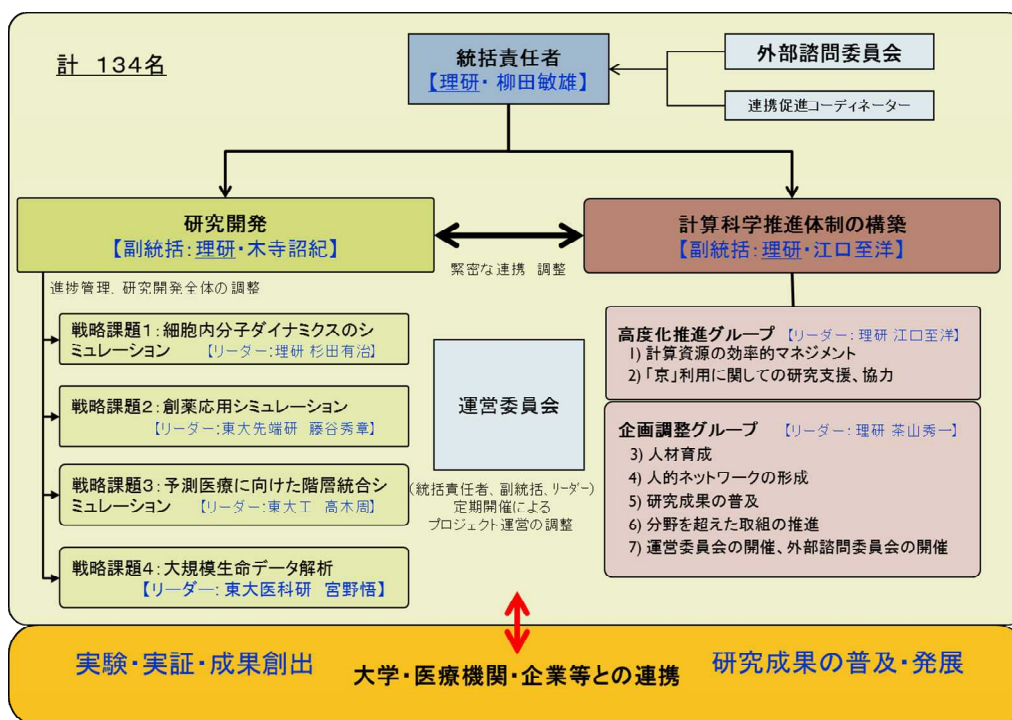 計 134名
統括責任者
【理研・柳田敏雄】
外部諮問委員会
連携促進コーディネーター
研究開発
【副統括:理研・木寺詔紀】
緊密な連携 調整
計算科学推進体制の構築
【副統括:理研・江口至洋】
進捗管理、研究開発全体の調整
戦略課題1:細胞内分子ダイナミクスのシ
ミュレーション 【リーダー:理研 杉田有治】
戦略課題2:創薬応用シミュレーション
【リーダー:東大先端研 藤谷秀章】
戦略課題3:予測医療に向けた階層統合シ
ミュレーション 【リーダー:東大工 高木周】
戦略課題4:大規模生命データ解析
【リーダー:東大医科研 宮野悟】
運営委員会
(統括責任者、副統括、リーダー)
定期開催による
プロジェクト運営の調整
高度化推進グループ 【リーダー:理研 江口至洋】
1) 計算資源の効率的マネジメント
2) 「京」利用に関しての研究支援、協力
企画調整グループ 【リーダー:理研 茶山秀一】
3) 人材育成
4) 人的ネットワークの形成
5) 研究成果の普及
6) 分野を超えた取組の推進
7) 運営委員会の開催、外部諮問委員会の開催
実験・実証・成果創出
大学・医療機関・企業等との連携
研究成果の普及・発展